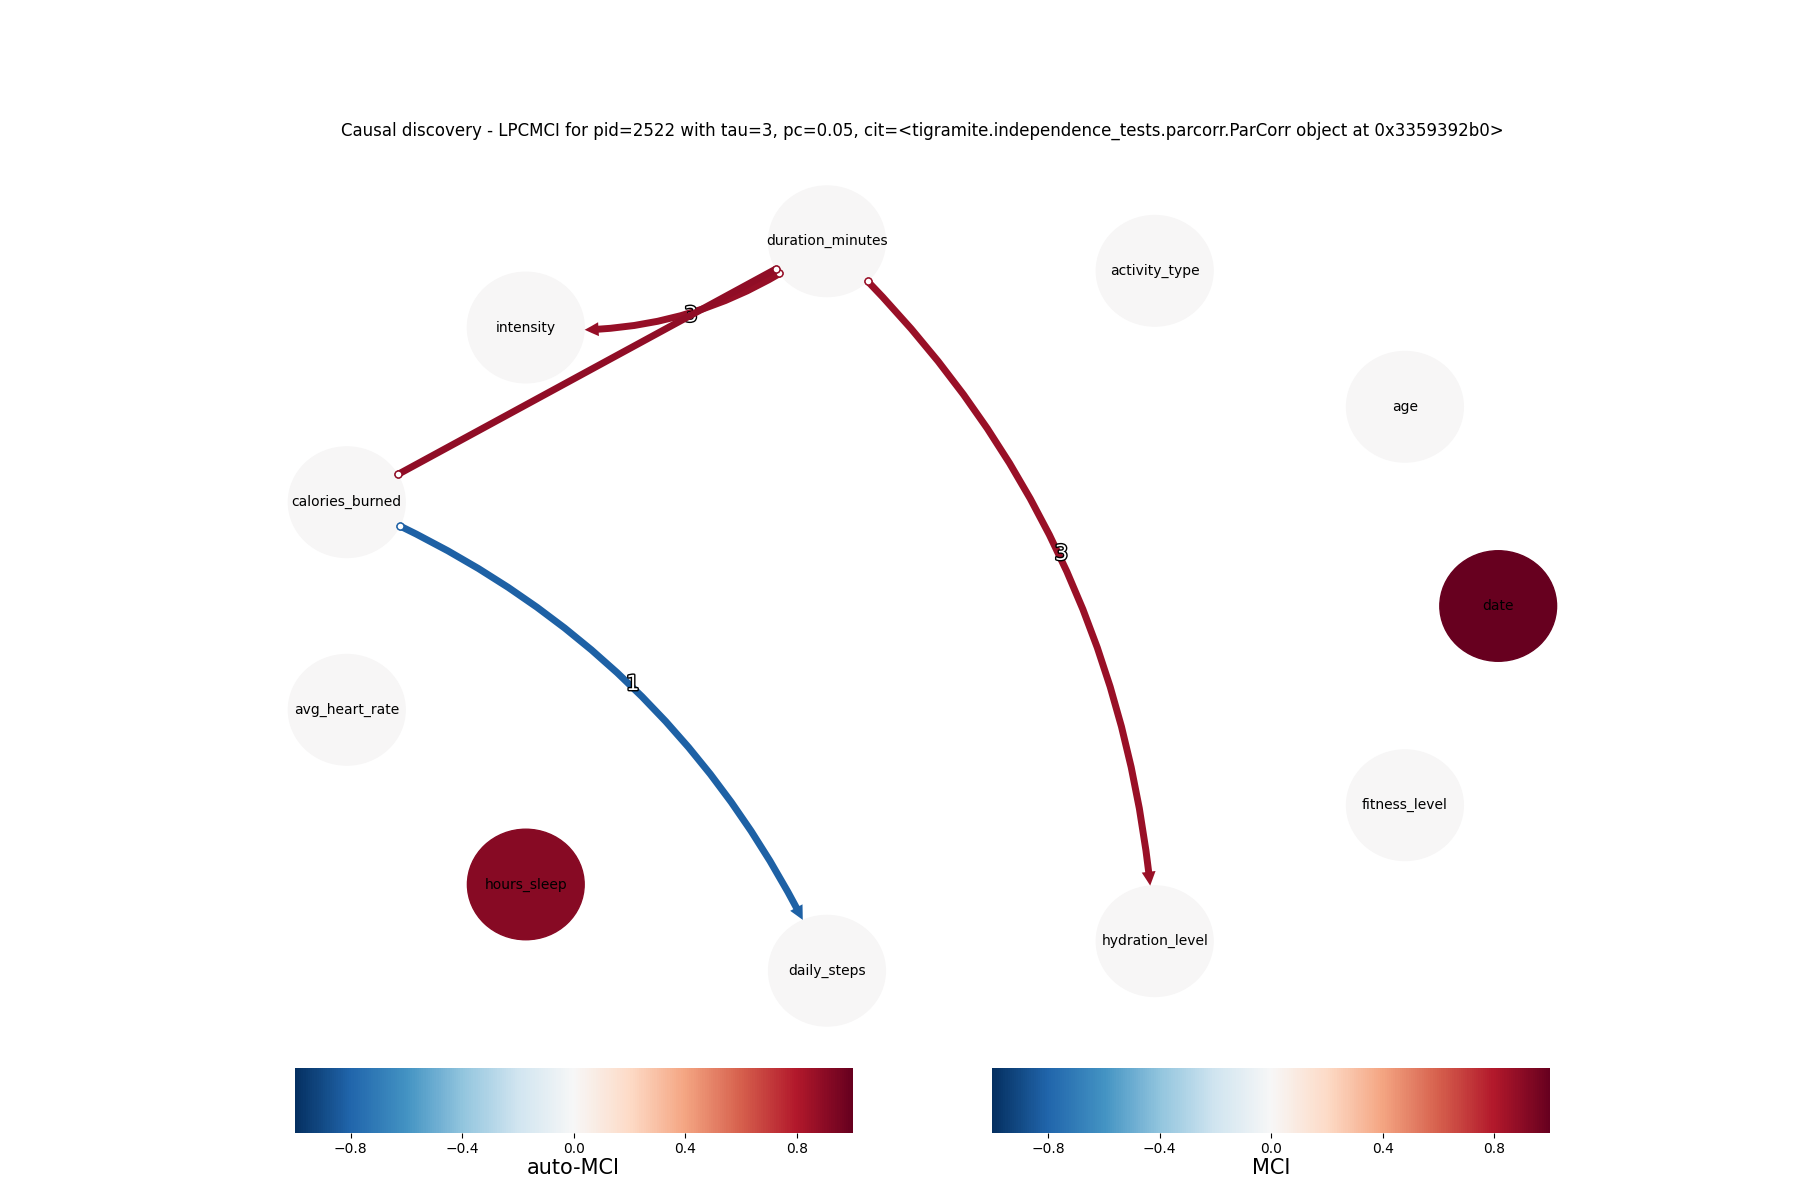 Causal discovery - LPCMCI for pid=2522 with tau=3, pc=0.05, cit=<tigramite.independence_tests.parcorr.ParCorr object at 0x3359392b0>
duration_minutes
activity_type
3
intensity
age
calories_burned
3
date
1
avg_heart_rate
fitness_level
hours_sleep
hydration_level
daily_steps
−0.8 −0.4 0.0 0.4 0.8
auto-MCI
−0.8 −0.4 0.0 0.4 0.8
MCI